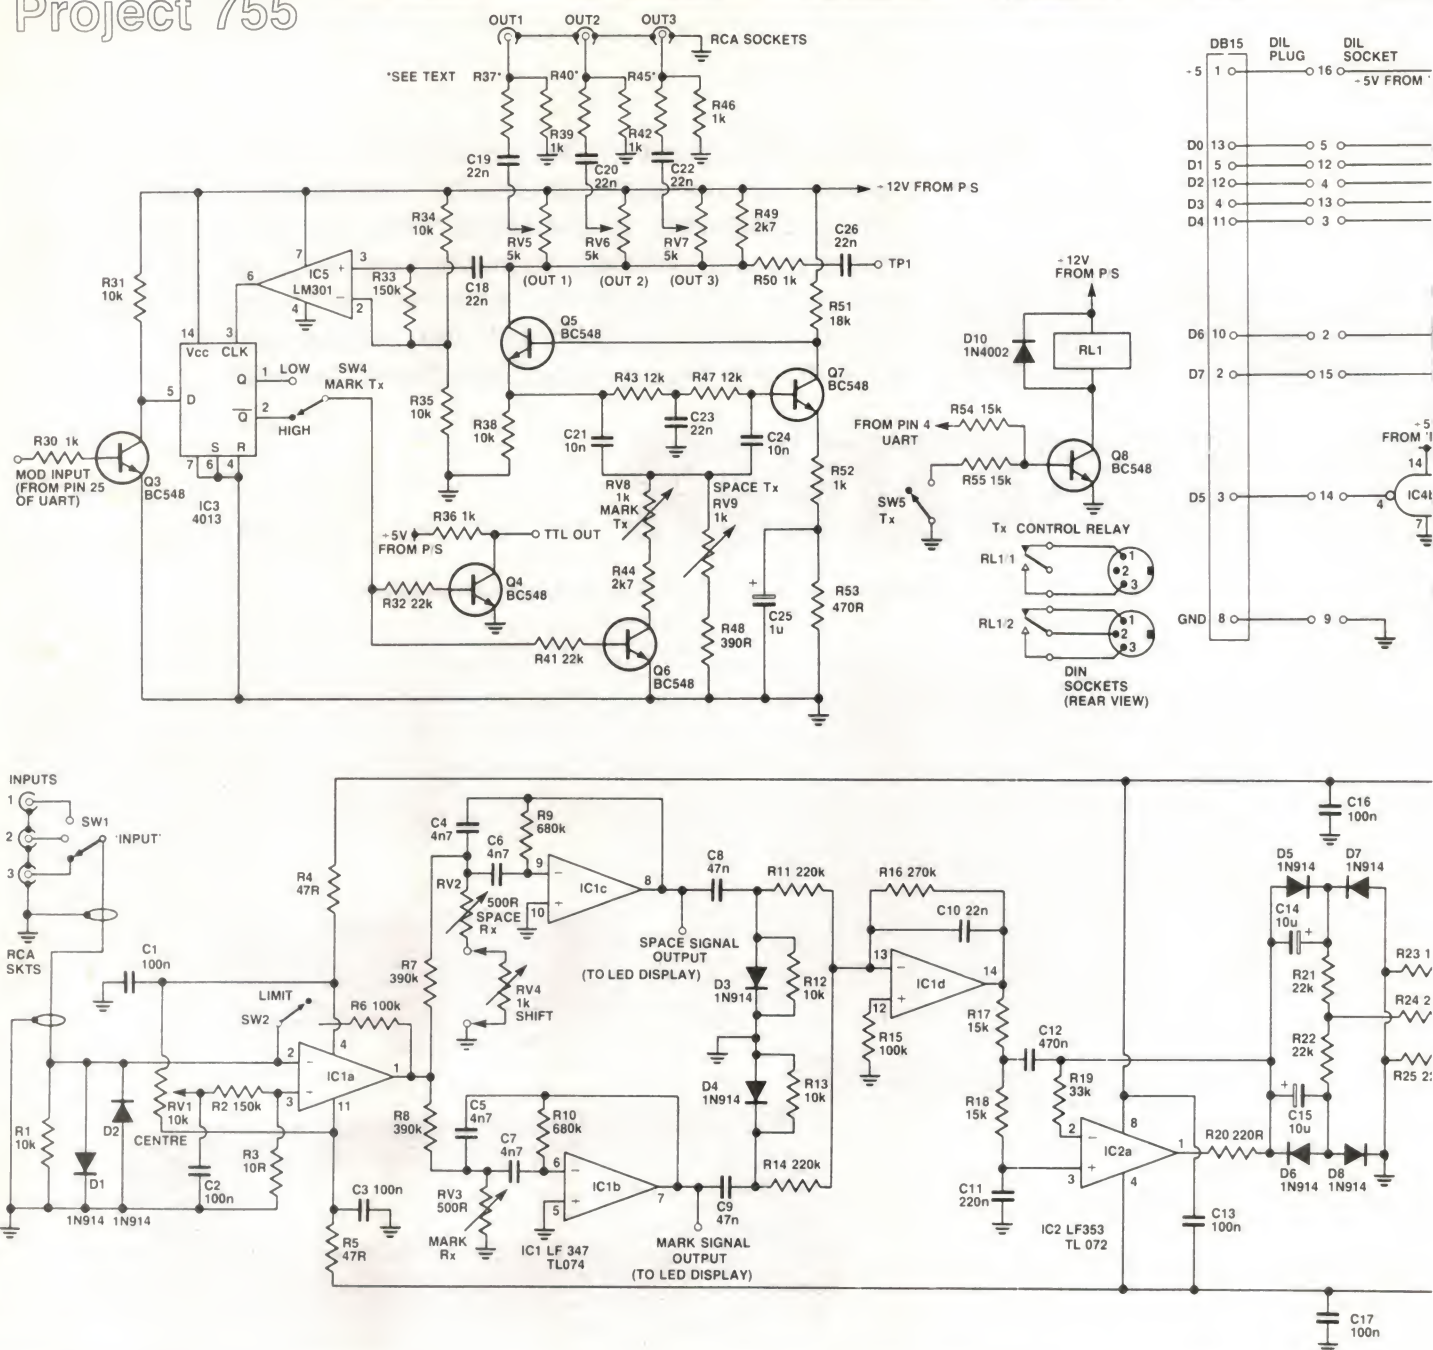 Project 755
OUT1 OUT2 OUT3
RCA SOCKETS
*SEE TEXT
R37* R40* R45*
R46
1k
R39
1k
R42
1k
C19
22n
C20
22n
C22
22n
+12V FROM P S
R34
10k
RV5
5k
(OUT 1)
RV6
5k
(OUT 2)
RV7
5k
(OUT 3)
R49
2k7
C26
22n
TP1
R50 1k
R31
10k
7
6
IC5
LM301
4
3
+
−
2
R33
150k
C18
22n
R51
18k
Q5
BC548
14
3
Vcc CLK
5
D
Q
1
LOW
Q
2
HIGH
SW4
MARK Tx
S R
7 6 4
IC3
4013
R35
10k
R38
10k
R43 12k
R47 12k
Q7
BC548
C21
10n
C23
22n
C24
10n
R30 1k
MOD INPUT
(FROM PIN 25
OF UART)
Q3
BC548
RV8
1k
MARK
Tx
SPACE Tx
RV9
1k
R52
1k
R36 1k
+5V
FROM P/S
TTL OUT
R32 22k
Q4
BC548
R44
2k7
R41 22k
Q6
BC548
R48
390R
+
C25
1u
R53
470R
+12V
FROM P/S
D10
1N4002
RL1
FROM PIN 4
UART
R54 15k
R55 15k
Q8
BC548
SW5
Tx
Tx CONTROL RELAY
RL1/1
1
2
3
RL1/2
1
2
3
DIN
SOCKETS
(REAR VIEW)
DB15
DIL
PLUG
DIL
SOCKET
+5 1 16
+5V FROM
D0 13 5
D1 5 12
D2 12 4
D3 4 13
D4 11 3
D6 10 2
D7 2 15
+5
FROM
14
D5 3 14
4
IC4b
7
GND 8 9
INPUTS
1
2
3
SW1
'INPUT'
RCA
SKTS
R4
47R
C1
100n
LIMIT
SW2
R6 100k
4
2
−
IC1a
1
3
11
RV1
10k
CENTRE
R2 150k
R1
10k
D1
1N914
D2
1N914
C2
100n
R3
10R
C3 100n
R5
47R
C4
4n7
C6
4n7
R9
680k
9
−
IC1c
8
10
+
RV2
500R
SPACE
Rx
R7
390k
RV4
1k
SHIFT
R8
390k
C5
4n7
C7
4n7
R10
680k
6
−
IC1b
7
5
+
RV3
500R
MARK
Rx
IC1 LF 347
TL074
C8
47n
SPACE SIGNAL
OUTPUT
(TO LED DISPLAY)
R11 220k
D3
1N914
R12
10k
D4
1N914
R13
10k
R14 220k
C9
47n
MARK SIGNAL
OUTPUT
(TO LED DISPLAY)
R16 270k
C10 22n
13
−
IC1d
14
12
+
R15
100k
R17
15k
C12
470n
R18
15k
C11
220n
R19
33k
2
−
IC2a
8
1
+
3
4
R20 220R
IC2 LF353
TL 072
C13
100n
C16
100n
D5
1N914
D7
1N914
C14
10u
+
R21
22k
R22
22k
+
C15
10u
D6
1N914
D8
1N914
R23 1
R24 2
R25 2
C17
100n